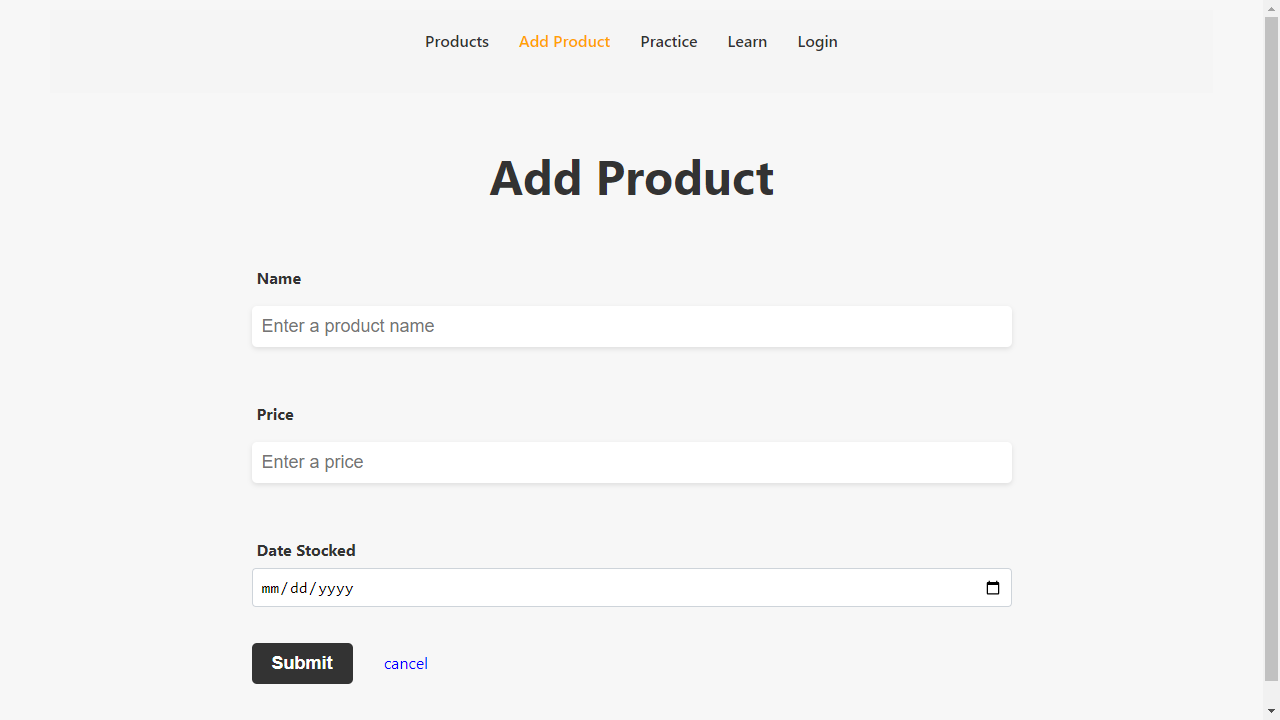 Products Add Product Practice Learn Login
Add Product
Name
Enter a product name
Price
Enter a price
Date Stocked
mm/dd/yyyy
Submit cancel